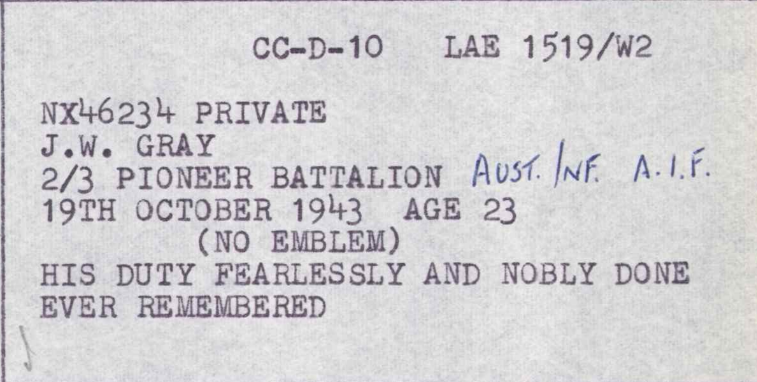 CC-D-10 LAE 1519/W2
NX46234 PRIVATE
J.W. GRAY
2/3 PIONEER BATTALION AUST. INF. A.I.F.
19TH OCTOBER 1943 AGE 23
(NO EMBLEM)
HIS DUTY FEARLESSLY AND NOBLY DONE
EVER REMEMBERED